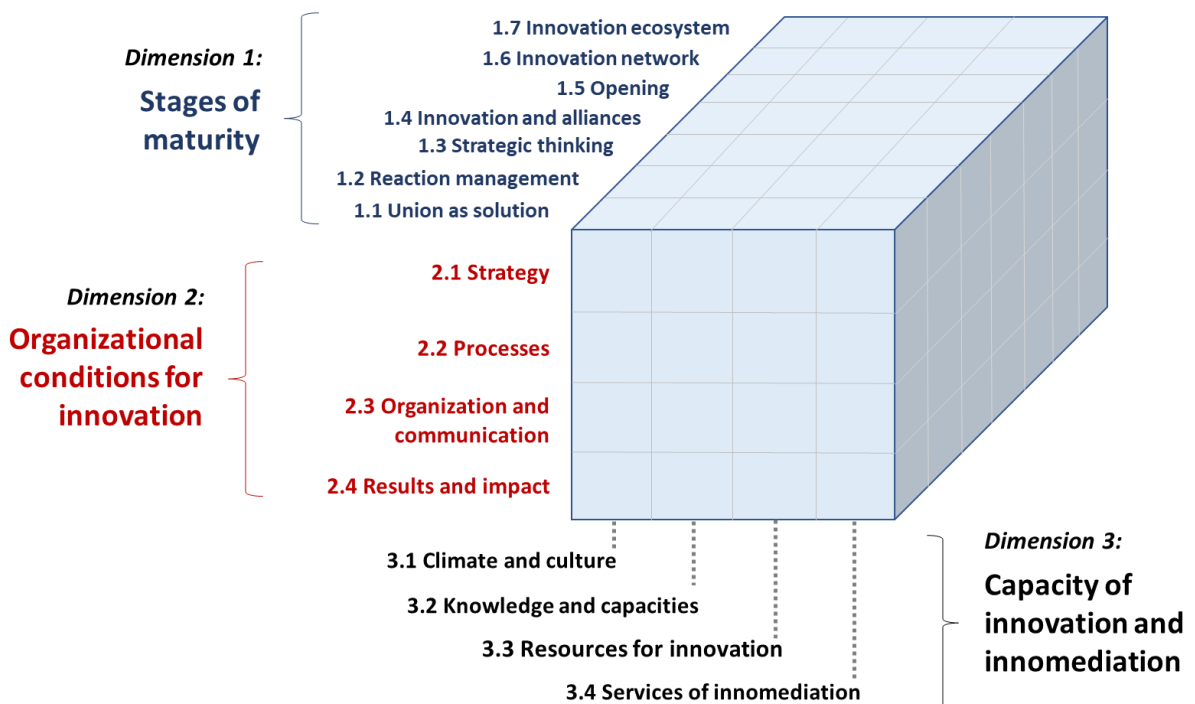 Dimension 1:
Stages of
maturity
1.7 Innovation ecosystem
1.6 Innovation network
1.5 Opening
1.4 Innovation and alliances
1.3 Strategic thinking
1.2 Reaction management
1.1 Union as solution
Dimension 2:
Organizational
conditions for
innovation
2.1 Strategy
2.2 Processes
2.3 Organization and
communication
2.4 Results and impact
3.1 Climate and culture
3.2 Knowledge and capacities
3.3 Resources for innovation
3.4 Services of innomediation
Dimension 3:
Capacity of
innovation and
innomediation